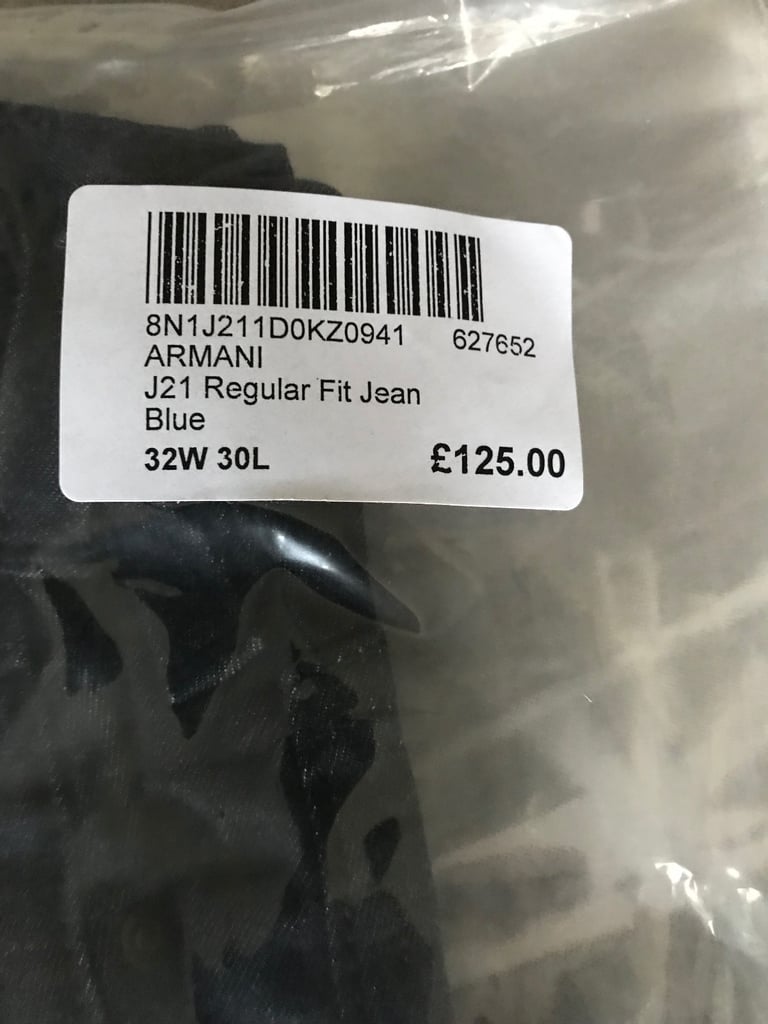 8N1J211D0KZ0941 627652
ARMANI
J21 Regular Fit Jean
Blue
32W 30L £125.00